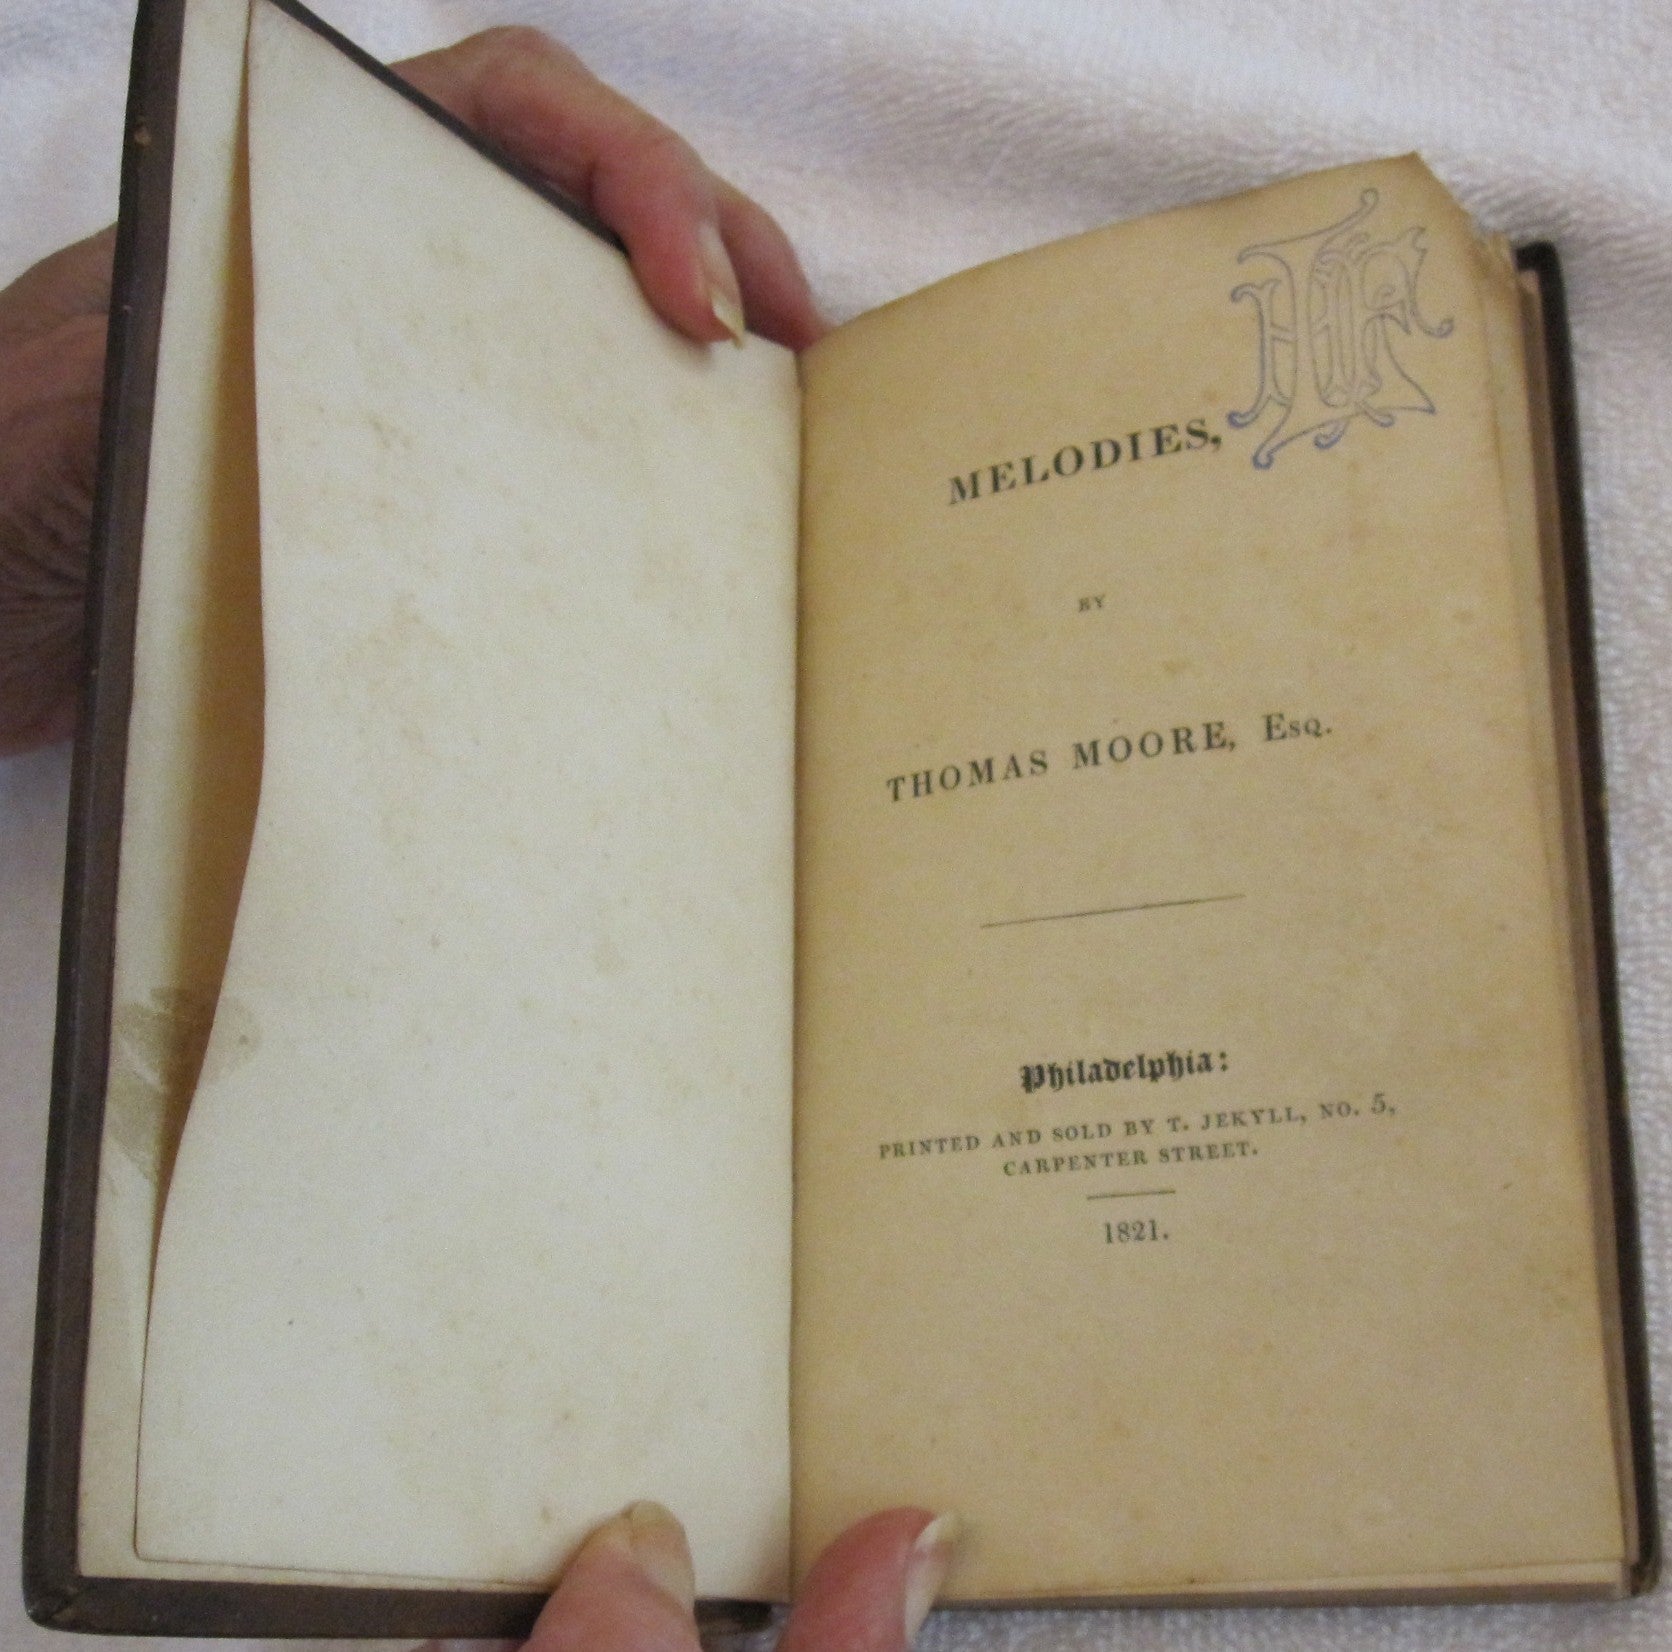 MELODIES,
BY
THOMAS MOORE, Esq.
Philadelphia:
PRINTED AND SOLD BY T. JEKYLL, NO. 5,
CARPENTER STREET.
1821.